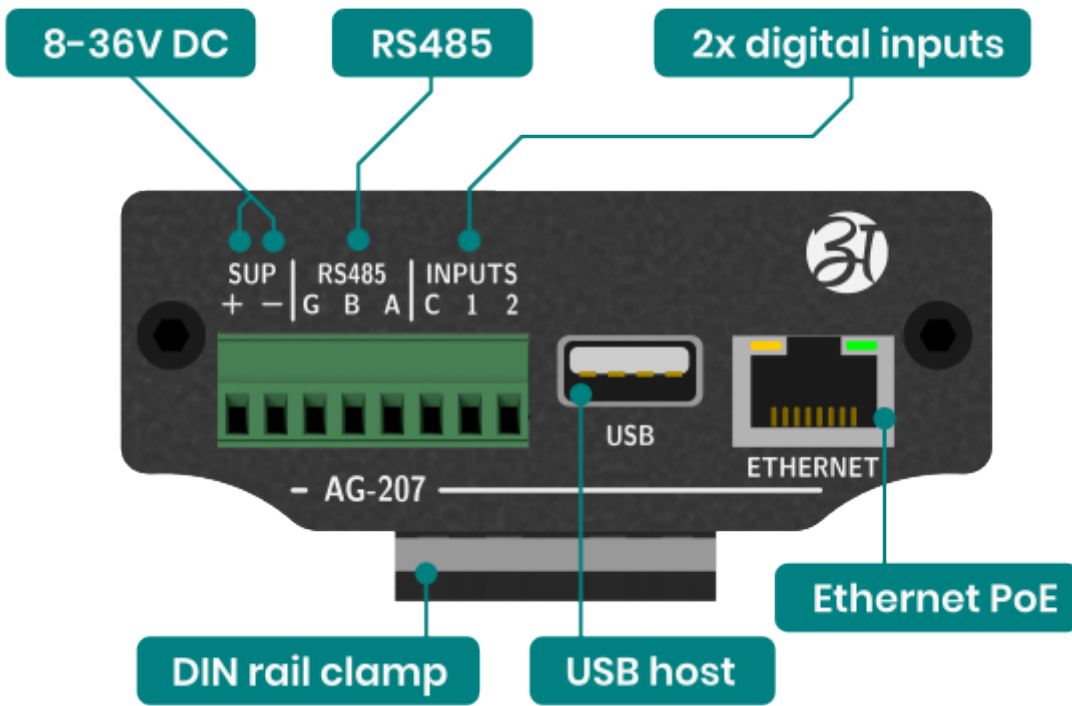 8-36V DC
RS485
2x digital inputs
SUP
RS485
INPUTS
+ − G B A C 1 2
USB
ETHERNET
AG-207
Ethernet PoE
DIN rail clamp
USB host